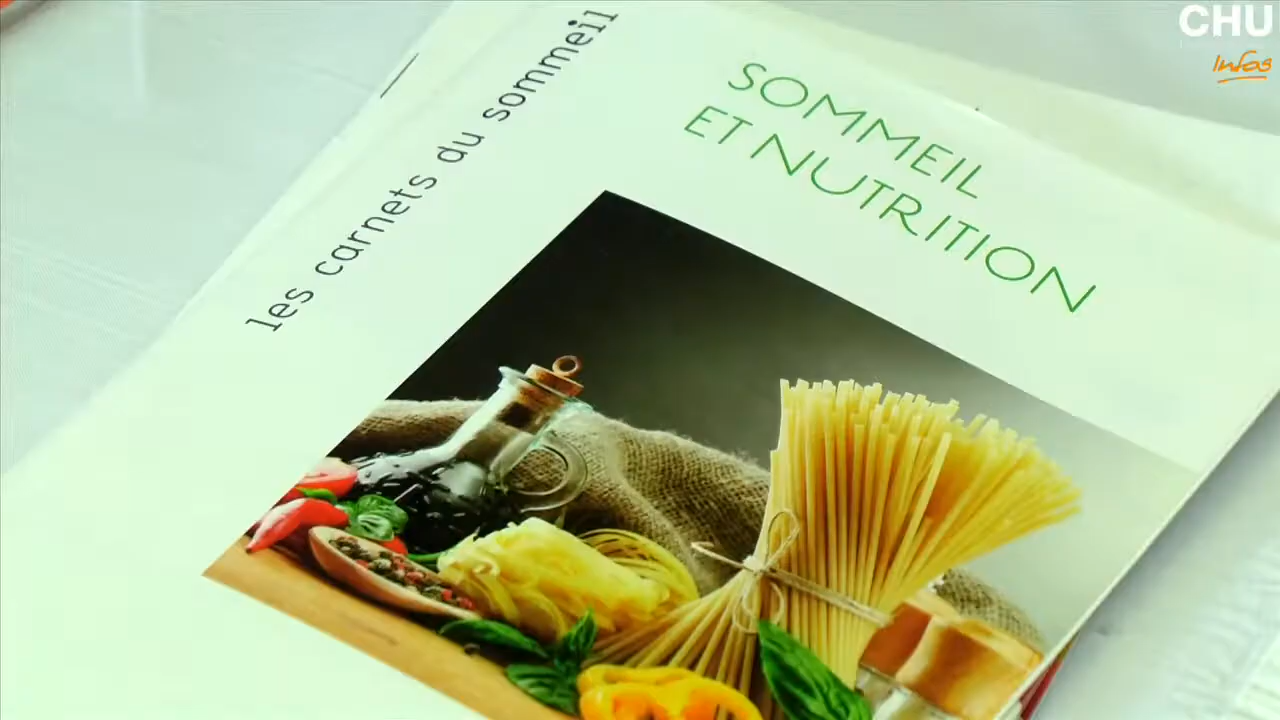 CHU
Infos
les carnets du sommeil
SOMMEIL
ET NUTRITION